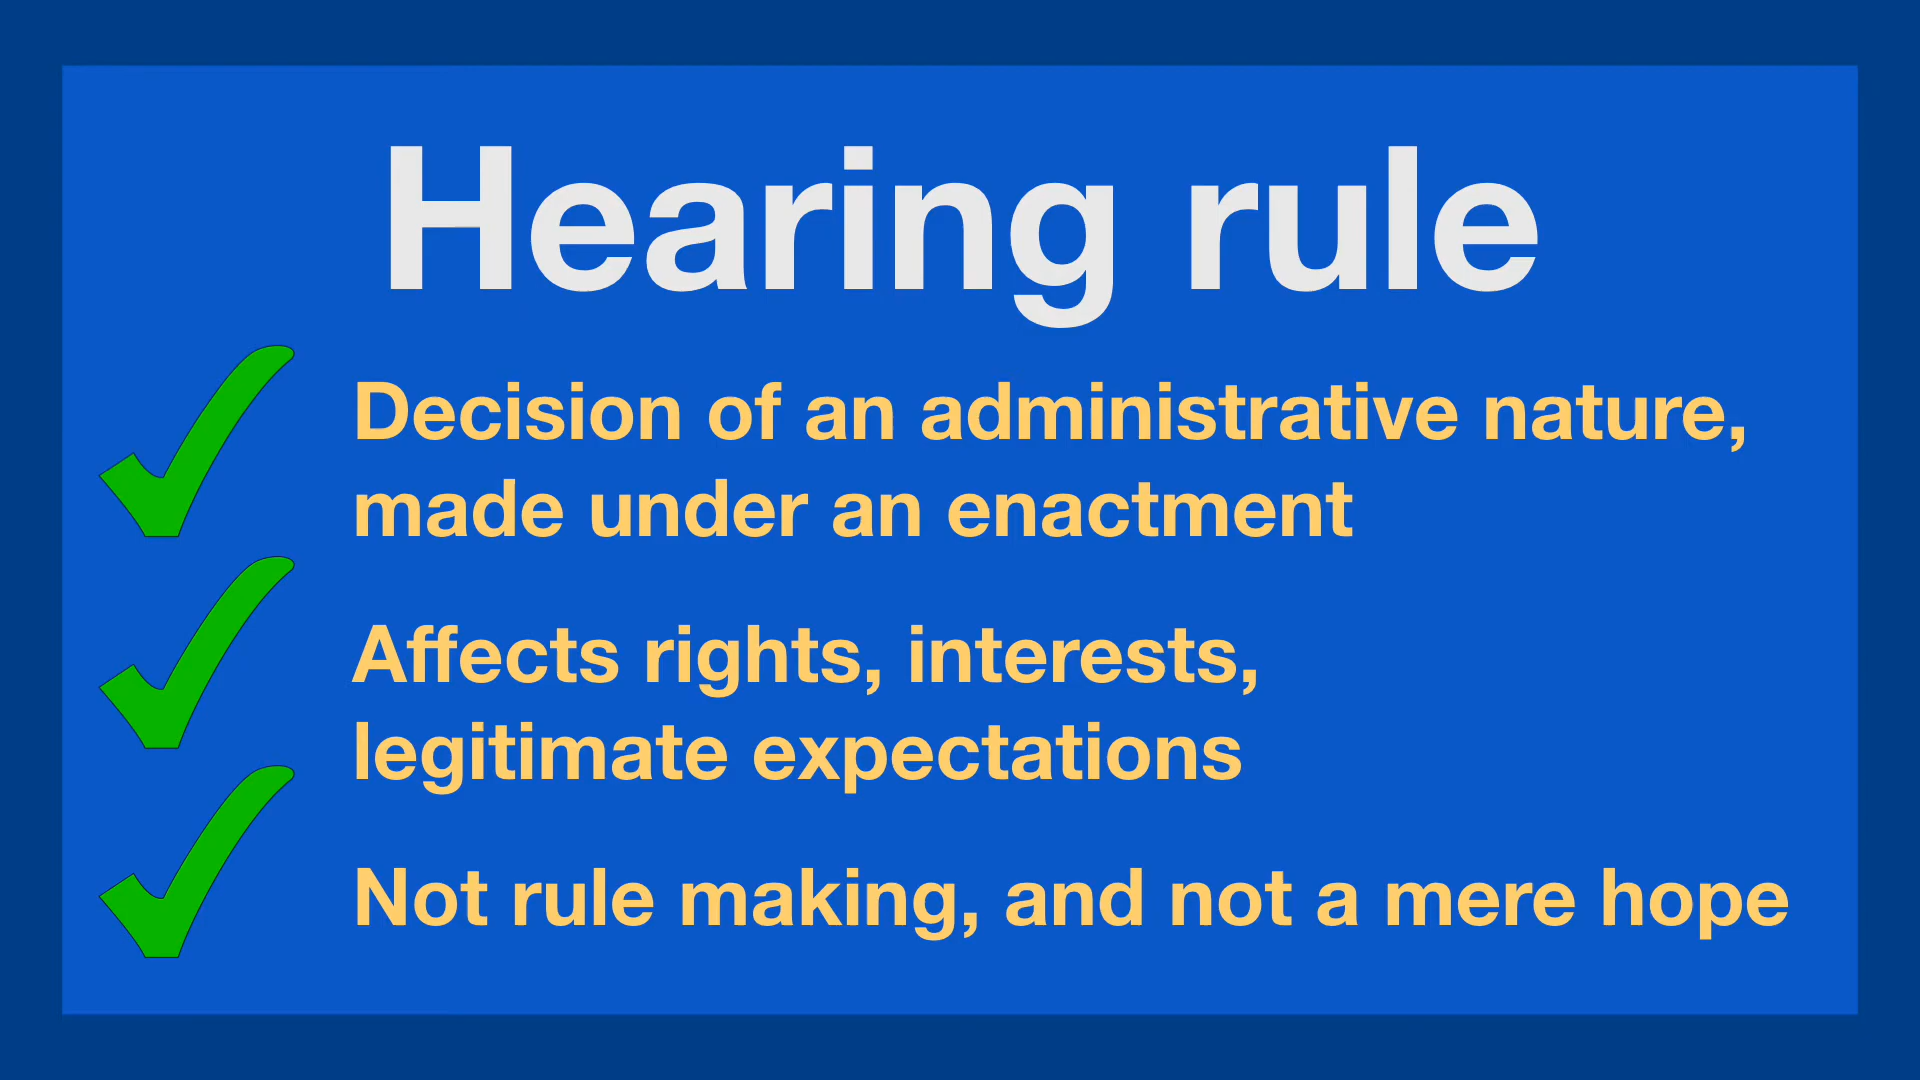 Hearing rule
Decision of an administrative nature,
made under an enactment
Affects rights, interests,
legitimate expectations
Not rule making, and not a mere hope